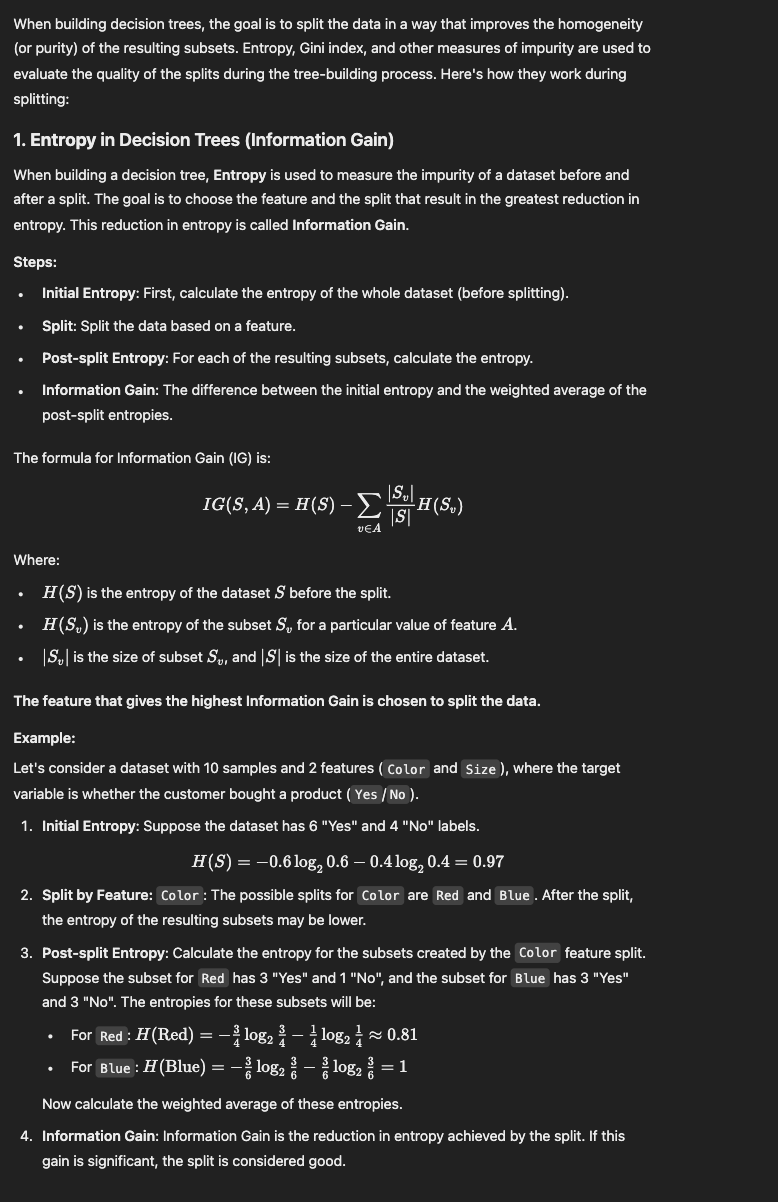 When building decision trees, the goal is to split the data in a way that improves the homogeneity
(or purity) of the resulting subsets. Entropy, Gini index, and other measures of impurity are used to
evaluate the quality of the splits during the tree-building process. Here's how they work during
splitting:
1. Entropy in Decision Trees (Information Gain)
When building a decision tree, Entropy is used to measure the impurity of a dataset before and
after a split. The goal is to choose the feature and the split that result in the greatest reduction in
entropy. This reduction in entropy is called Information Gain.
Steps:
• Initial Entropy: First, calculate the entropy of the whole dataset (before splitting).
• Split: Split the data based on a feature.
• Post-split Entropy: For each of the resulting subsets, calculate the entropy.
• Information Gain: The difference between the initial entropy and the weighted average of the
post-split entropies.
The formula for Information Gain (IG) is:
IG(S, A) = H(S) − ∑_{v∈A} |S_v|/|S| H(S_v)
Where:
• H(S) is the entropy of the dataset S before the split.
• H(S_v) is the entropy of the subset S_v for a particular value of feature A.
• |S_v| is the size of subset S_v, and |S| is the size of the entire dataset.
The feature that gives the highest Information Gain is chosen to split the data.
Example:
Let's consider a dataset with 10 samples and 2 features ( Color and Size ), where the target
variable is whether the customer bought a product ( Yes / No ).
1. Initial Entropy: Suppose the dataset has 6 "Yes" and 4 "No" labels.
H(S) = −0.6 log₂ 0.6 − 0.4 log₂ 0.4 = 0.97
2. Split by Feature: Color : The possible splits for Color are Red and Blue . After the split,
the entropy of the resulting subsets may be lower.
3. Post-split Entropy: Calculate the entropy for the subsets created by the Color feature split.
Suppose the subset for Red has 3 "Yes" and 1 "No", and the subset for Blue has 3 "Yes"
and 3 "No". The entropies for these subsets will be:
• For Red : H(Red) = −3/4 log₂ 3/4 − 1/4 log₂ 1/4 ≈ 0.81
• For Blue : H(Blue) = −3/6 log₂ 3/6 − 3/6 log₂ 3/6 = 1
Now calculate the weighted average of these entropies.
4. Information Gain: Information Gain is the reduction in entropy achieved by the split. If this
gain is significant, the split is considered good.